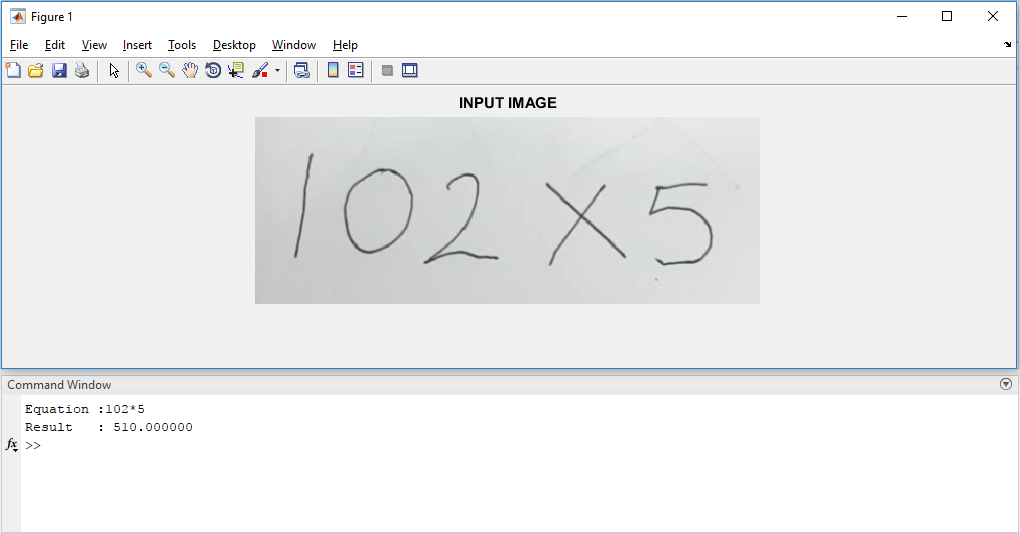 Figure 1
File Edit View Insert Tools Desktop Window Help
INPUT IMAGE
102 × 5
Command Window
Equation :102*5
Result   : 510.000000
fx >>